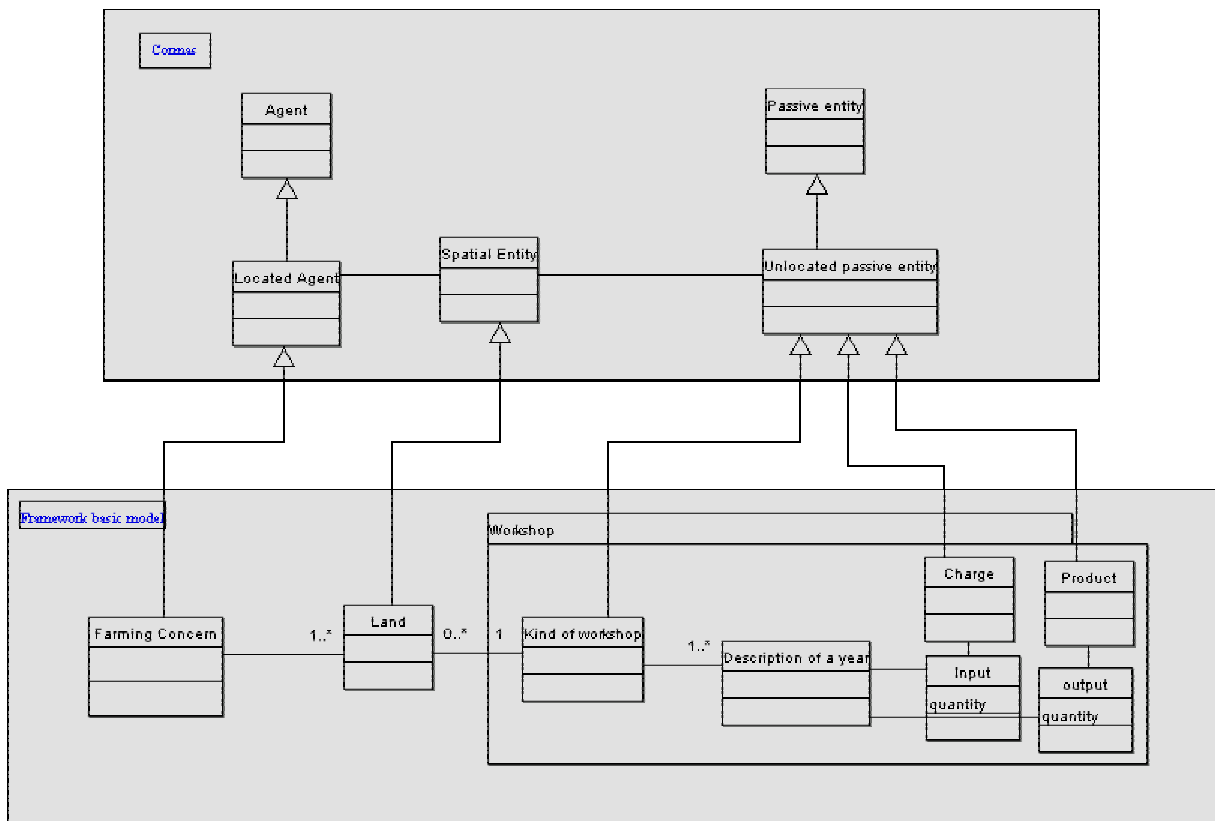 Cormas
Agent
Passive entity
Located Agent
Spatial Entity
Unlocated passive entity
Framework basic model
Workshop
Farming Concern
1..*
Land
0..*
1
Kind of workshop
1..*
Description of a year
Charge
Product
Input
quantity
output
quantity